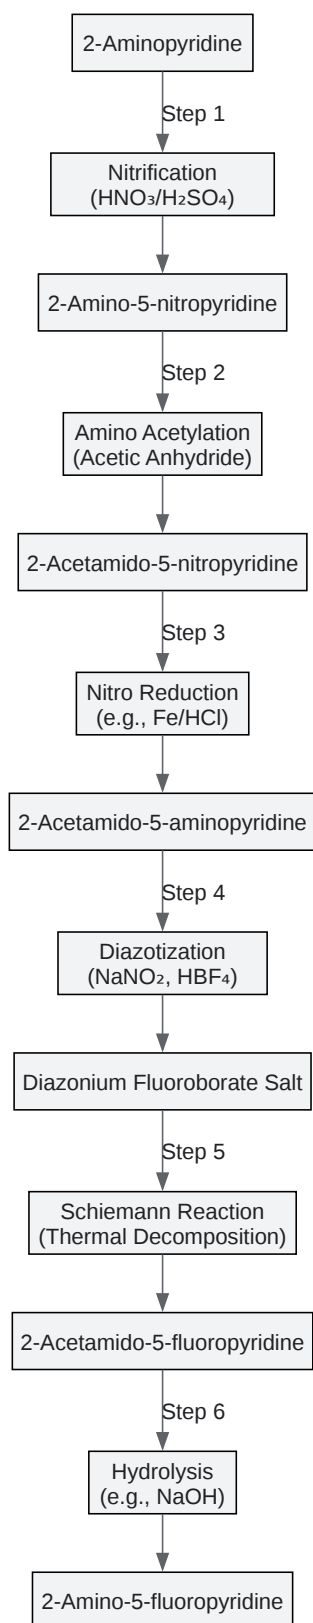 2-Aminopyridine
Step 1
Nitrification
(HNO₃/H₂SO₄)
2-Amino-5-nitropyridine
Step 2
Amino Acetylation
(Acetic Anhydride)
2-Acetamido-5-nitropyridine
Step 3
Nitro Reduction
(e.g., Fe/HCl)
2-Acetamido-5-aminopyridine
Step 4
Diazotization
(NaNO₂, HBF₄)
Diazonium Fluoroborate Salt
Step 5
Schiemann Reaction
(Thermal Decomposition)
2-Acetamido-5-fluoropyridine
Step 6
Hydrolysis
(e.g., NaOH)
2-Amino-5-fluoropyridine